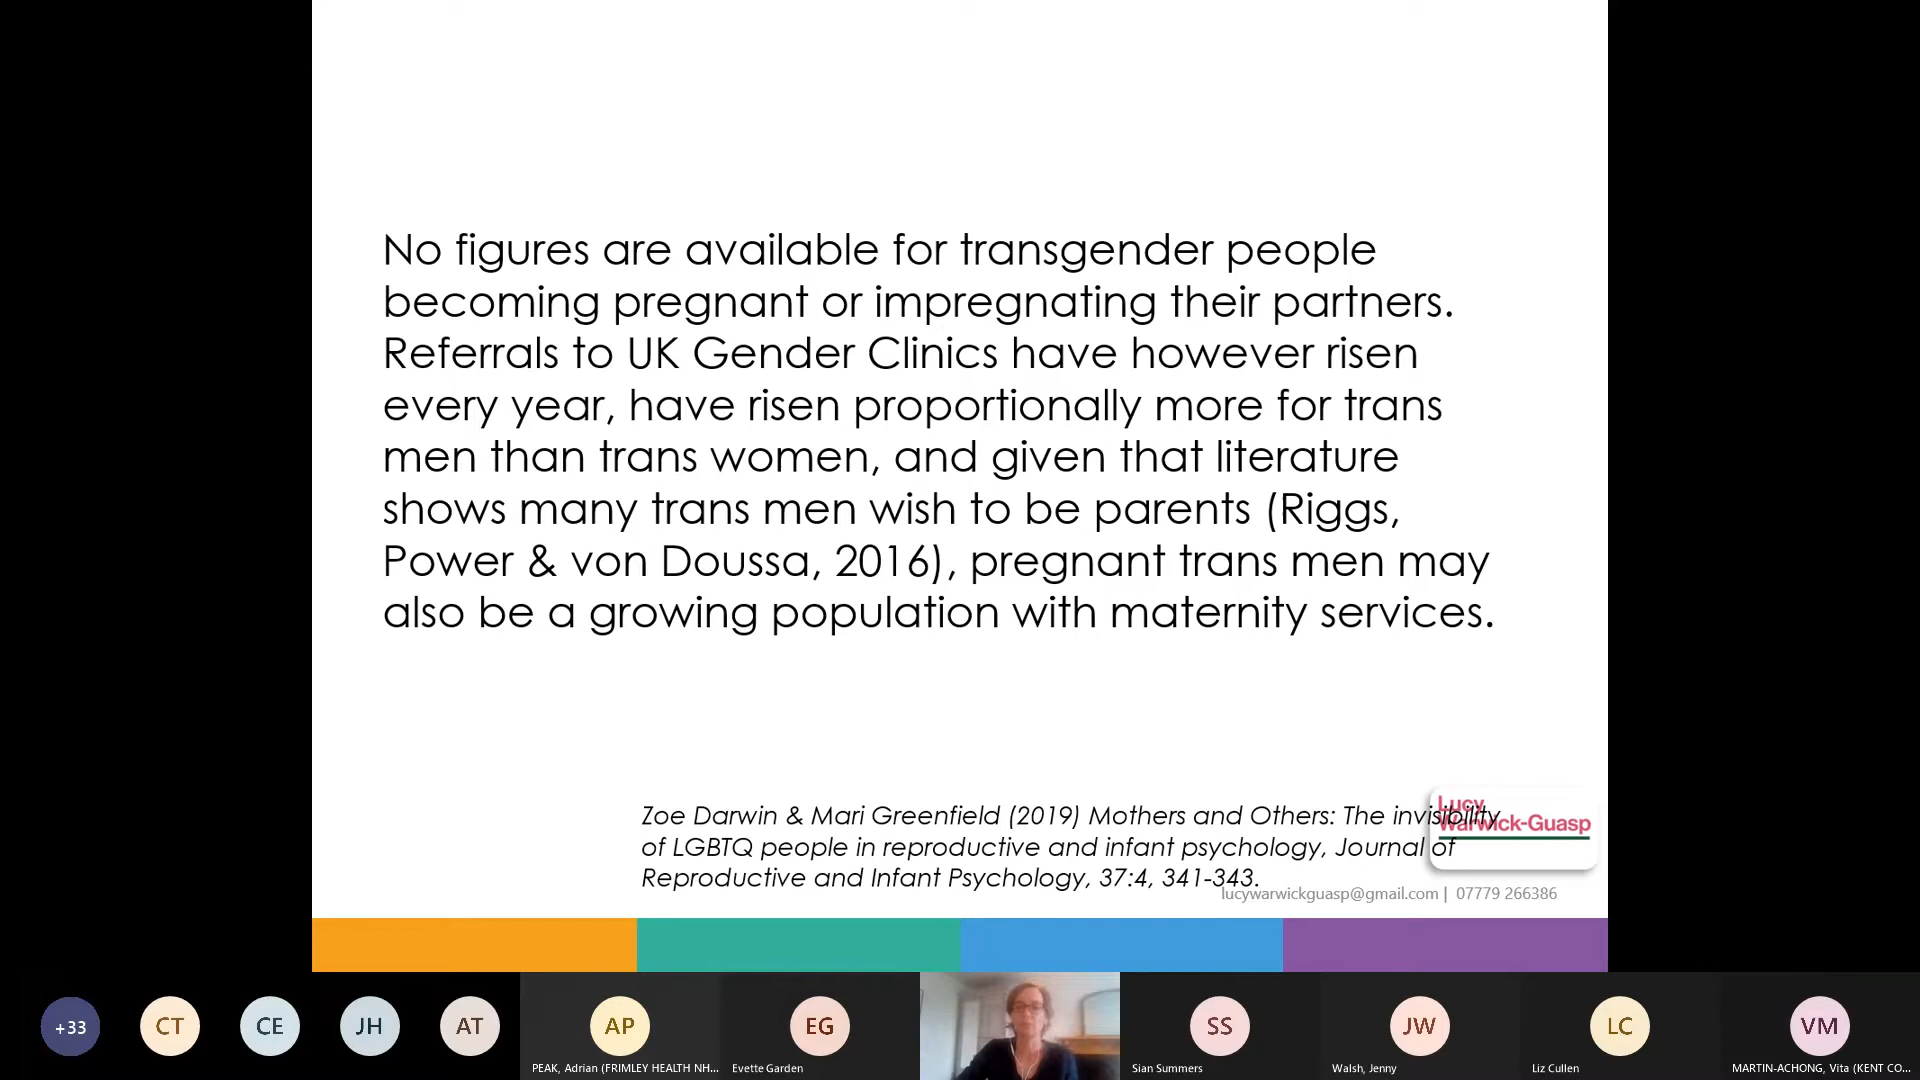 No figures are available for transgender people
becoming pregnant or impregnating their partners.
Referrals to UK Gender Clinics have however risen
every year, have risen proportionally more for trans
men than trans women, and given that literature
shows many trans men wish to be parents (Riggs,
Power & von Doussa, 2016), pregnant trans men may
also be a growing population with maternity services.
Zoe Darwin & Mari Greenfield (2019) Mothers and Others: The invisibility
of LGBTQ people in reproductive and infant psychology, Journal of
Reproductive and Infant Psychology, 37:4, 341-343.
Lucy
Warwick-Guasp
lucywarwickguasp@gmail.com | 07779 266386
+33
CT
CE
JH
AT
AP
EG
SS
JW
LC
VM
PEAK, Adrian (FRIMLEY HEALTH NH...
Evette Garden
Sian Summers
Walsh, Jenny
Liz Cullen
MARTIN-ACHONG, Vita (KENT CO...